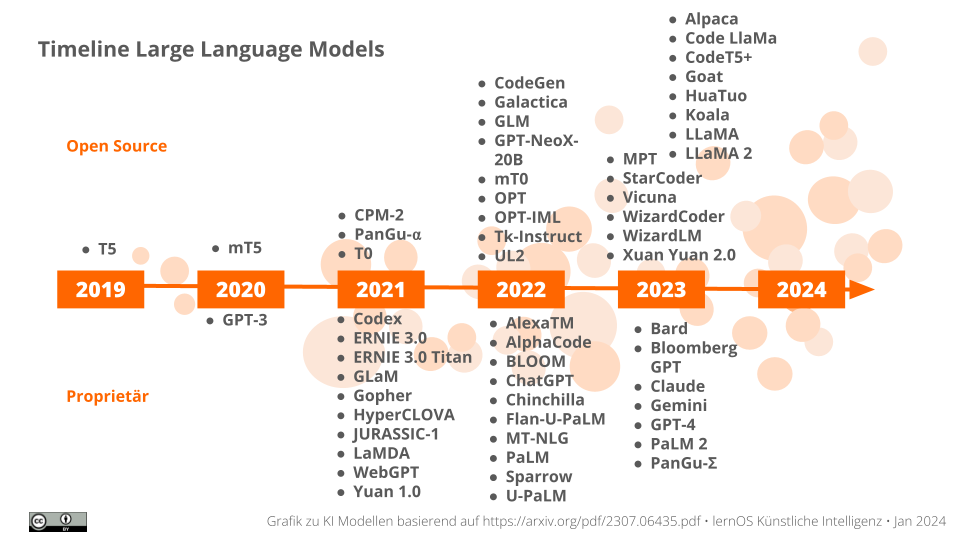 Timeline Large Language Models
Open Source
● T5
● mT5
● CPM-2
● PanGu-α
● T0
● CodeGen
● Galactica
● GLM
● GPT-NeoX-
20B
● mT0
● OPT
● OPT-IML
● Tk-Instruct
● UL2
● Alpaca
● Code LlaMa
● CodeT5+
● Goat
● HuaTuo
● Koala
● LLaMA
● LLaMA 2
● MPT
● StarCoder
● Vicuna
● WizardCoder
● WizardLM
● Xuan Yuan 2.0
2019
2020
2021
2022
2023
2024
Proprietär
● GPT-3
● Codex
● ERNIE 3.0
● ERNIE 3.0 Titan
● GLaM
● Gopher
● HyperCLOVA
● JURASSIC-1
● LaMDA
● WebGPT
● Yuan 1.0
● AlexaTM
● AlphaCode
● BLOOM
● ChatGPT
● Chinchilla
● Flan-U-PaLM
● MT-NLG
● PaLM
● Sparrow
● U-PaLM
● Bard
● Bloomberg
GPT
● Claude
● Gemini
● GPT-4
● PaLM 2
● PanGu-Σ
cc
BY
Grafik zu KI Modellen basierend auf https://arxiv.org/pdf/2307.06435.pdf • lernOS Künstliche Intelligenz • Jan 2024